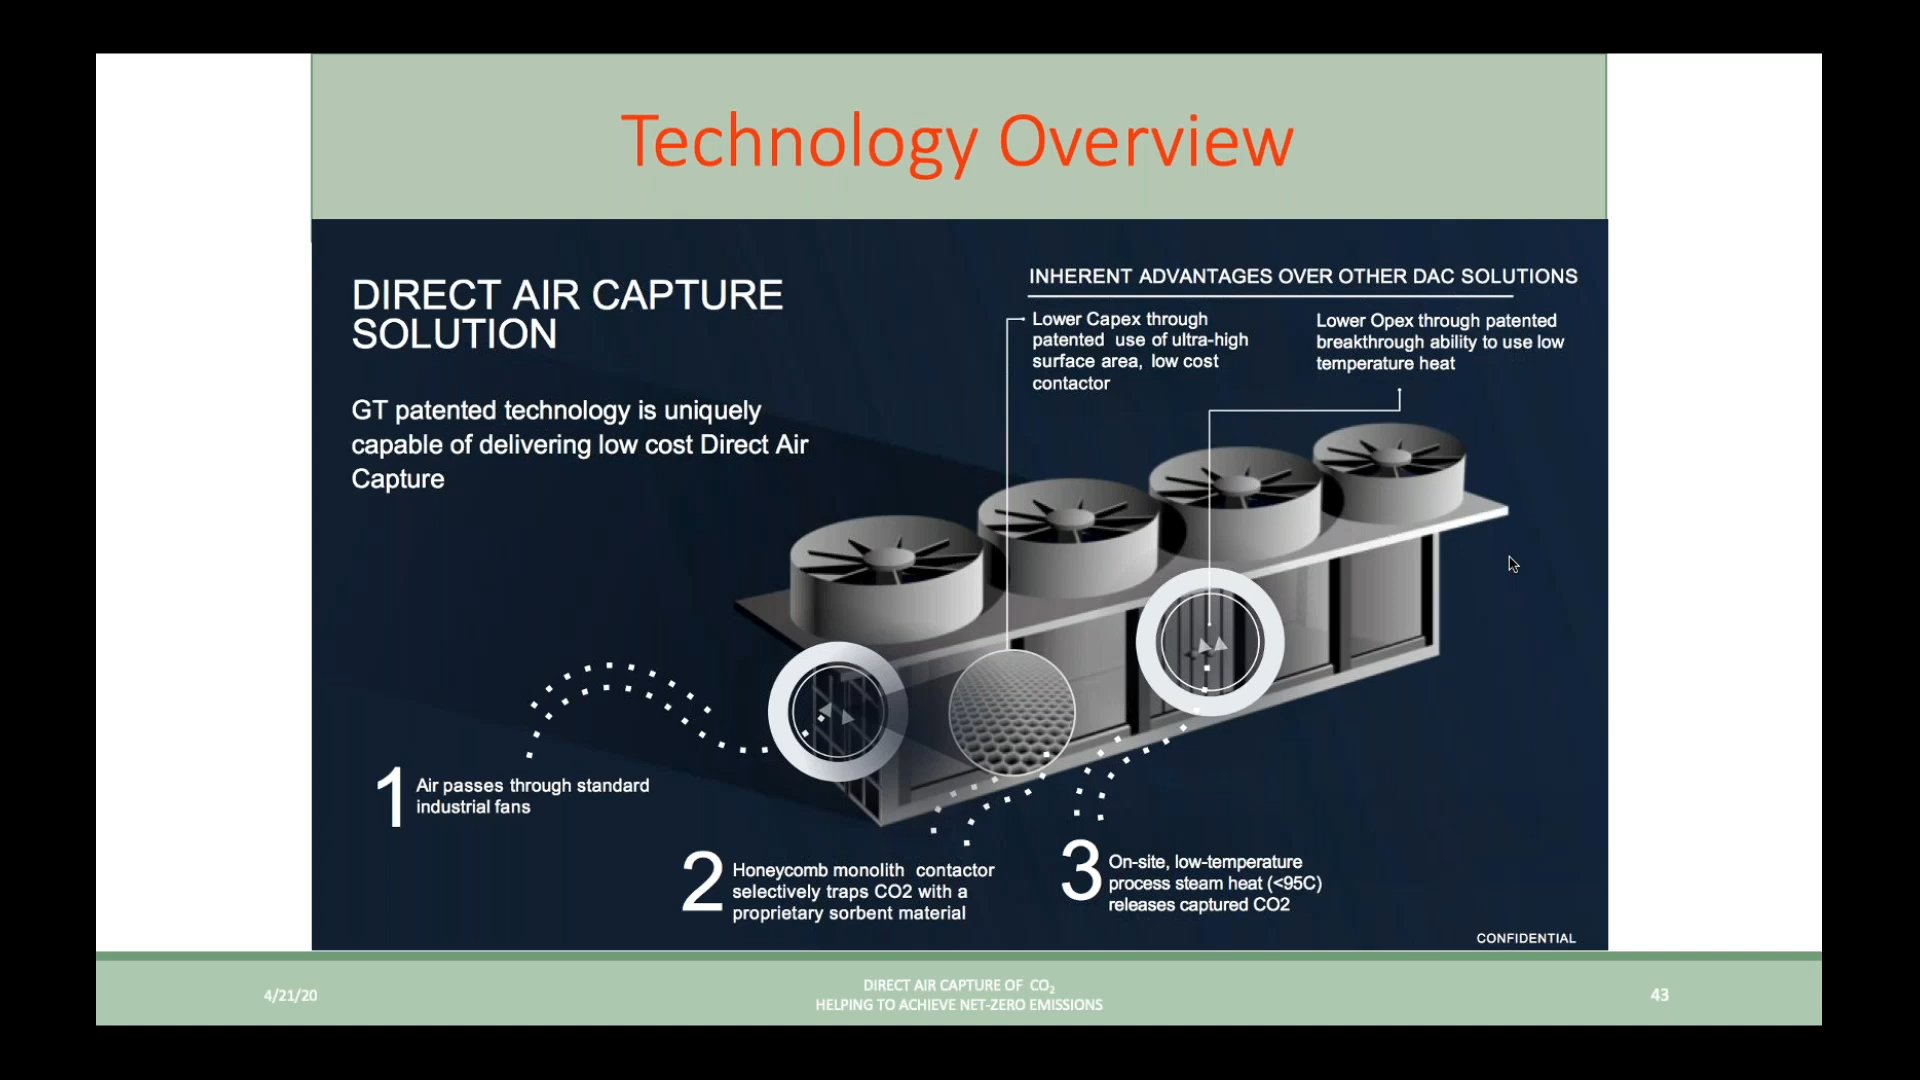 Technology Overview
DIRECT AIR CAPTURE
SOLUTION
GT patented technology is uniquely
capable of delivering low cost Direct Air
Capture
INHERENT ADVANTAGES OVER OTHER DAC SOLUTIONS
Lower Capex through
patented use of ultra-high
surface area, low cost
contactor
Lower Opex through patented
breakthrough ability to use low
temperature heat
1
Air passes through standard
industrial fans
2
Honeycomb monolith contactor
selectively traps CO2 with a
proprietary sorbent material
3
On-site, low-temperature
process steam heat (<95C)
releases captured CO2
CONFIDENTIAL
4/21/20
DIRECT AIR CAPTURE OF CO₂
HELPING TO ACHIEVE NET-ZERO EMISSIONS
43